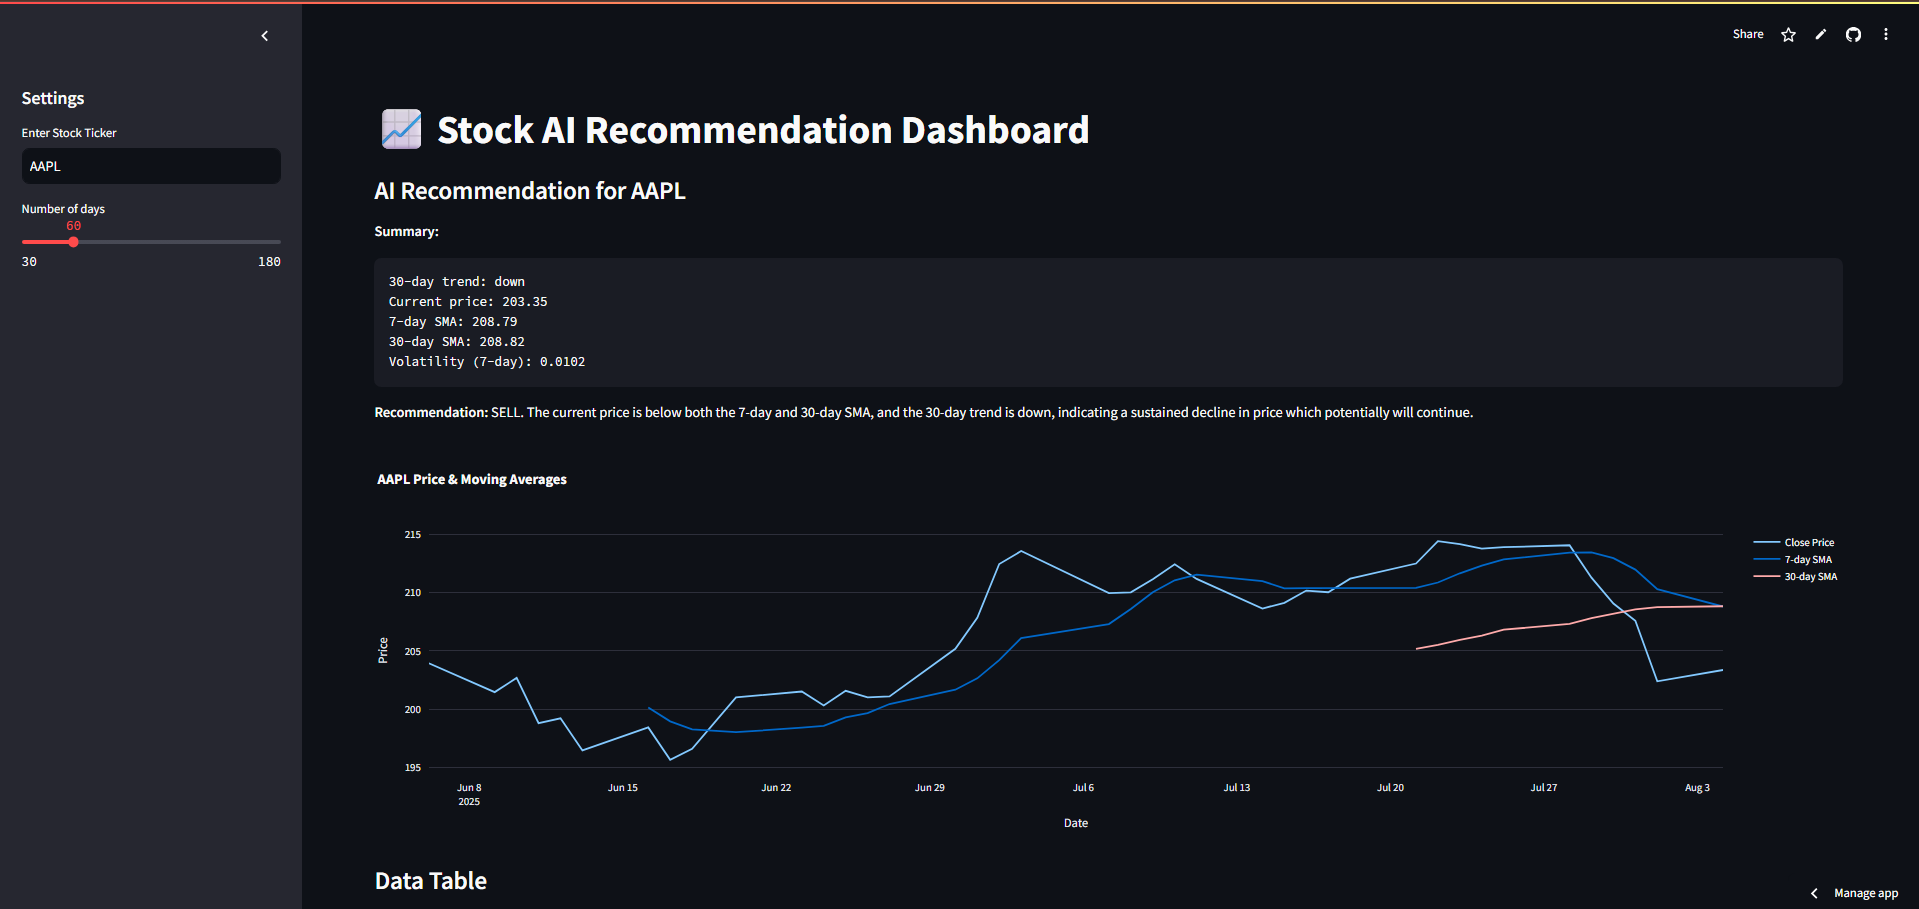 Share
Settings
Enter Stock Ticker
AAPL
Number of days
60
30 180
Stock AI Recommendation Dashboard
AI Recommendation for AAPL
Summary:
30-day trend: down
Current price: 203.35
7-day SMA: 208.79
30-day SMA: 208.82
Volatility (7-day): 0.0102
Recommendation: SELL. The current price is below both the 7-day and 30-day SMA, and the 30-day trend is down, indicating a sustained decline in price which potentially will continue.
AAPL Price & Moving Averages
Close Price
7-day SMA
30-day SMA
Price
215
210
205
200
195
Jun 8 Jun 15 Jun 22 Jun 29 Jul 6 Jul 13 Jul 20 Jul 27 Aug 3
2025
Date
Data Table
Manage app